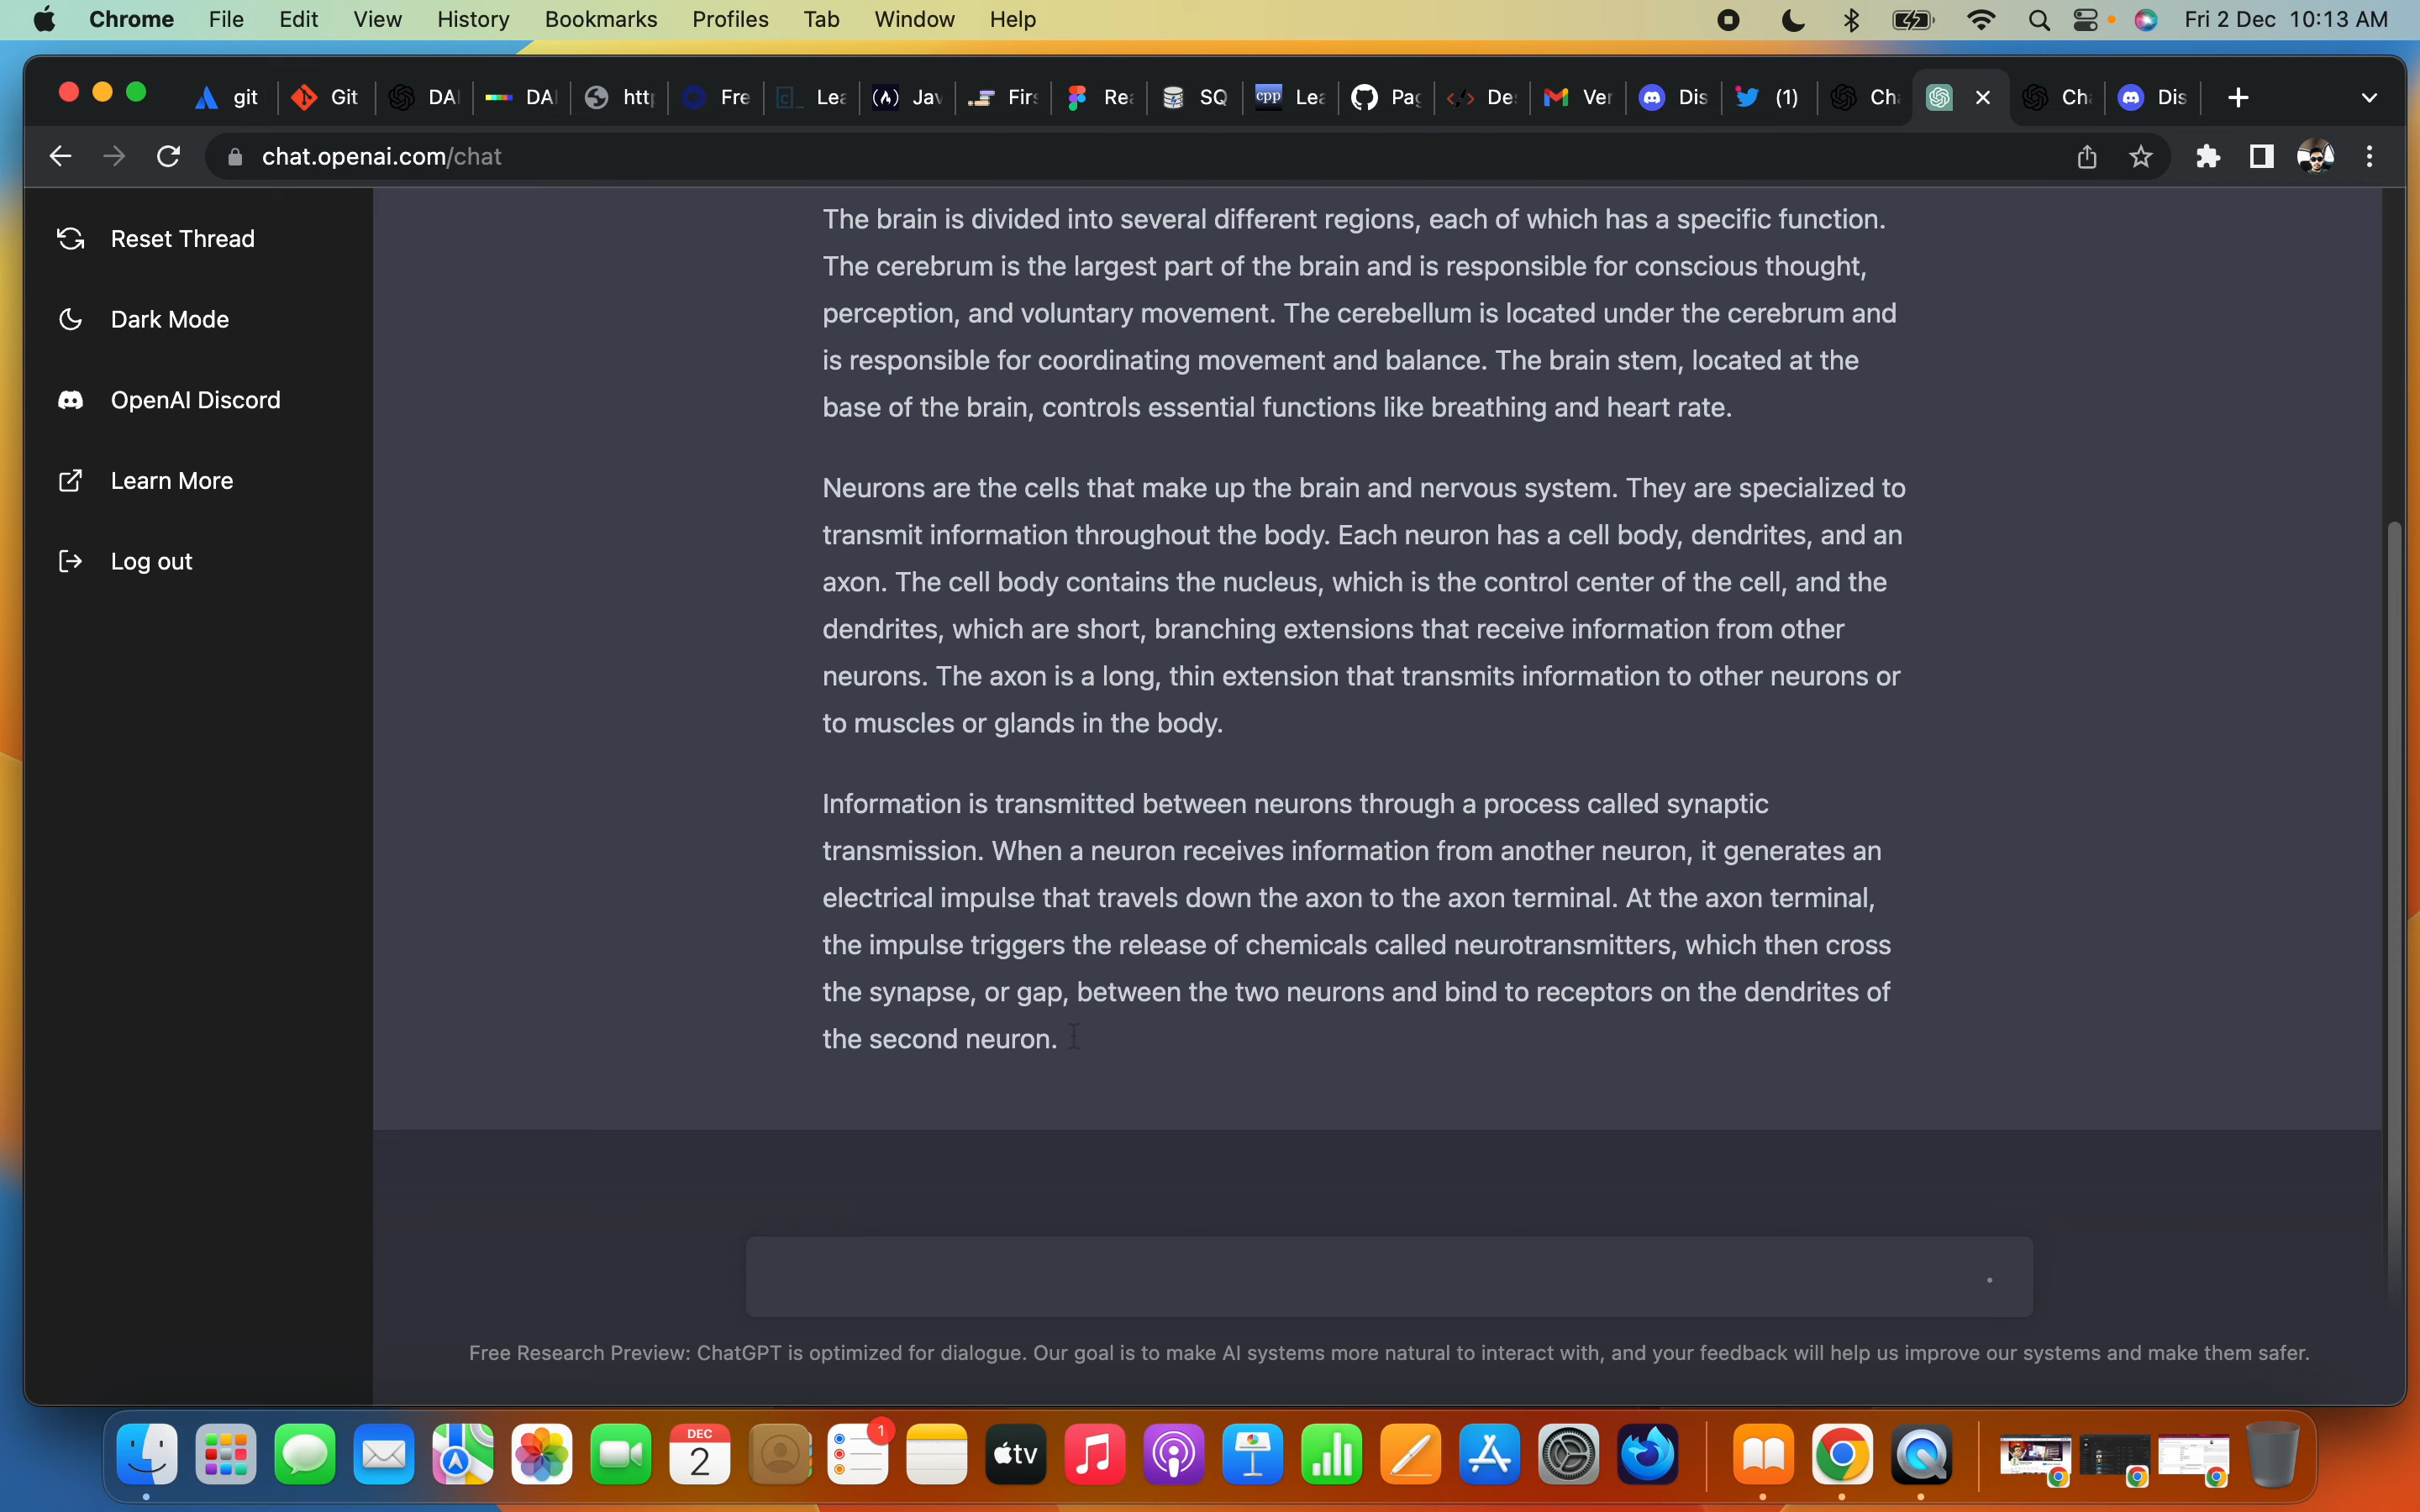 Chrome File Edit View History Bookmarks Profiles Tab Window Help Fri 2 Dec 10:13 AM
git Git DA DA htt Fre Lea Jav Firs Rea SQ cpp Lea Pag De Ver Dis (1) Ch Ch Dis
chat.openai.com/chat
Reset Thread
Dark Mode
OpenAI Discord
Learn More
Log out
The brain is divided into several different regions, each of which has a specific function.
The cerebrum is the largest part of the brain and is responsible for conscious thought,
perception, and voluntary movement. The cerebellum is located under the cerebrum and
is responsible for coordinating movement and balance. The brain stem, located at the
base of the brain, controls essential functions like breathing and heart rate.
Neurons are the cells that make up the brain and nervous system. They are specialized to
transmit information throughout the body. Each neuron has a cell body, dendrites, and an
axon. The cell body contains the nucleus, which is the control center of the cell, and the
dendrites, which are short, branching extensions that receive information from other
neurons. The axon is a long, thin extension that transmits information to other neurons or
to muscles or glands in the body.
Information is transmitted between neurons through a process called synaptic
transmission. When a neuron receives information from another neuron, it generates an
electrical impulse that travels down the axon to the axon terminal. At the axon terminal,
the impulse triggers the release of chemicals called neurotransmitters, which then cross
the synapse, or gap, between the two neurons and bind to receptors on the dendrites of
the second neuron.
Free Research Preview: ChatGPT is optimized for dialogue. Our goal is to make AI systems more natural to interact with, and your feedback will help us improve our systems and make them safer.
DEC
2
1
tv